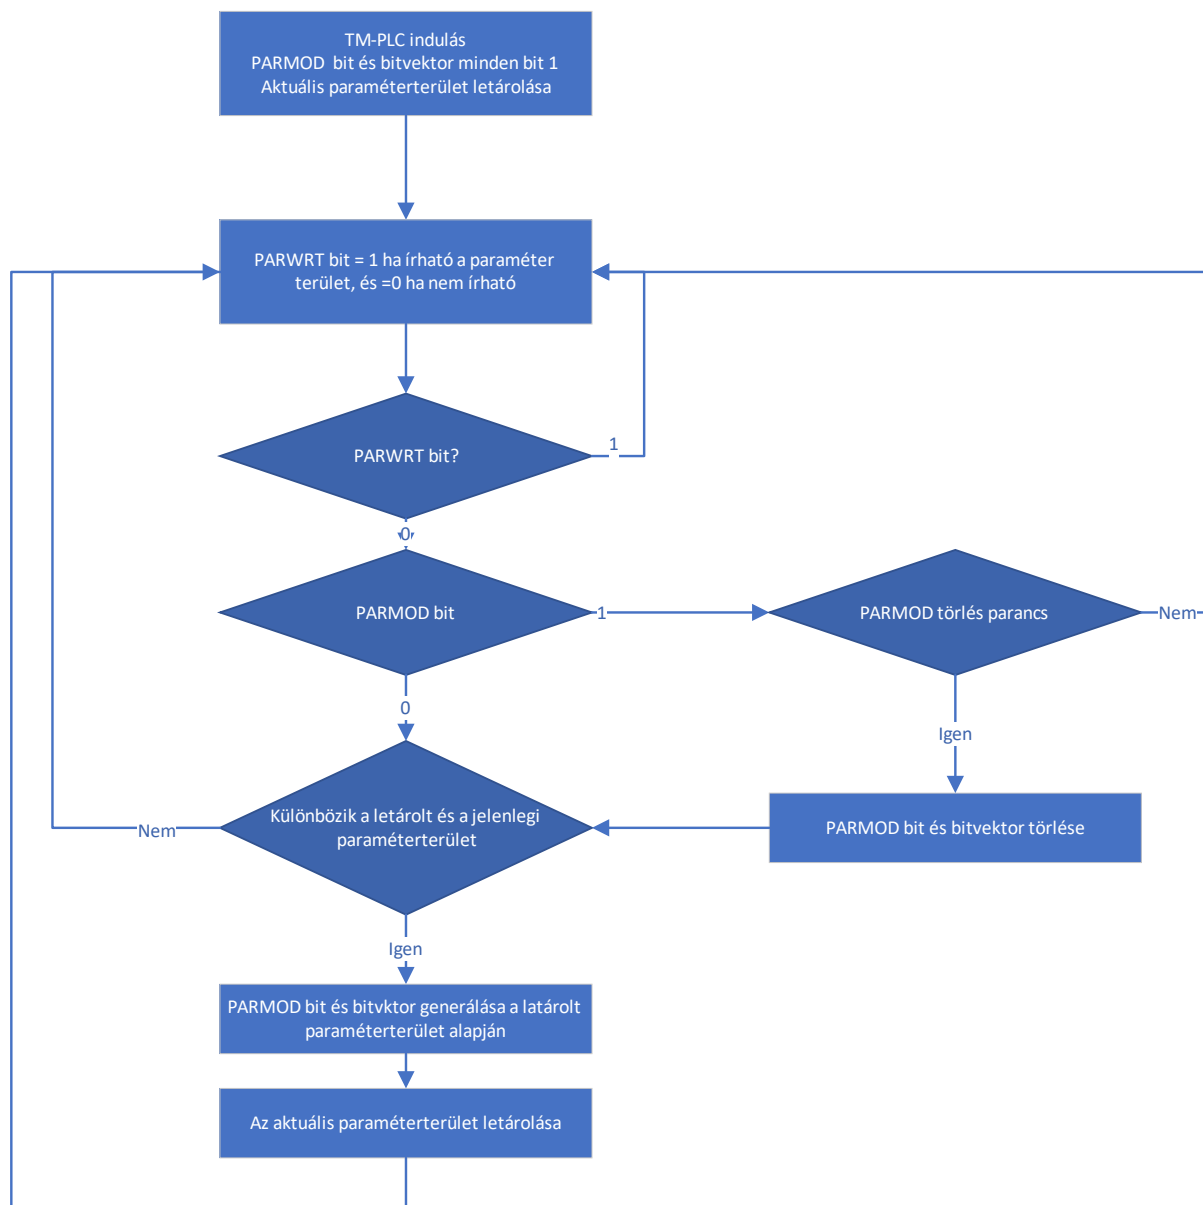 TM-PLC indulás
PARMOD  bit és bitvektor minden bit 1
Aktuális paraméterterület letárolása
PARWRT bit = 1 ha írható a paraméter
terület, és =0 ha nem írható
PARWRT bit?
1
0
PARMOD bit
1
PARMOD törlés parancs
Nem
0
Igen
Különbözik a letárolt és a jelenlegi
paraméterterület
Nem
PARMOD bit és bitvektor törlése
Igen
PARMOD bit és bitvktor generálása a latárolt
paraméterterület alapján
Az aktuális paraméterterület letárolása